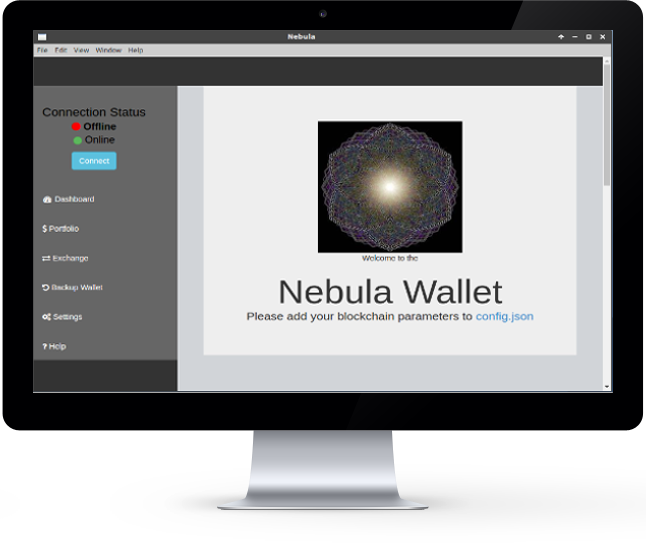 Nebula
File Edit View Window Help
Connection Status
Offline
Online
Connect
Dashboard
$ Portfolio
Exchange
Backup Wallet
Settings
? Help
Welcome to the
Nebula Wallet
Please add your blockchain parameters to config.json